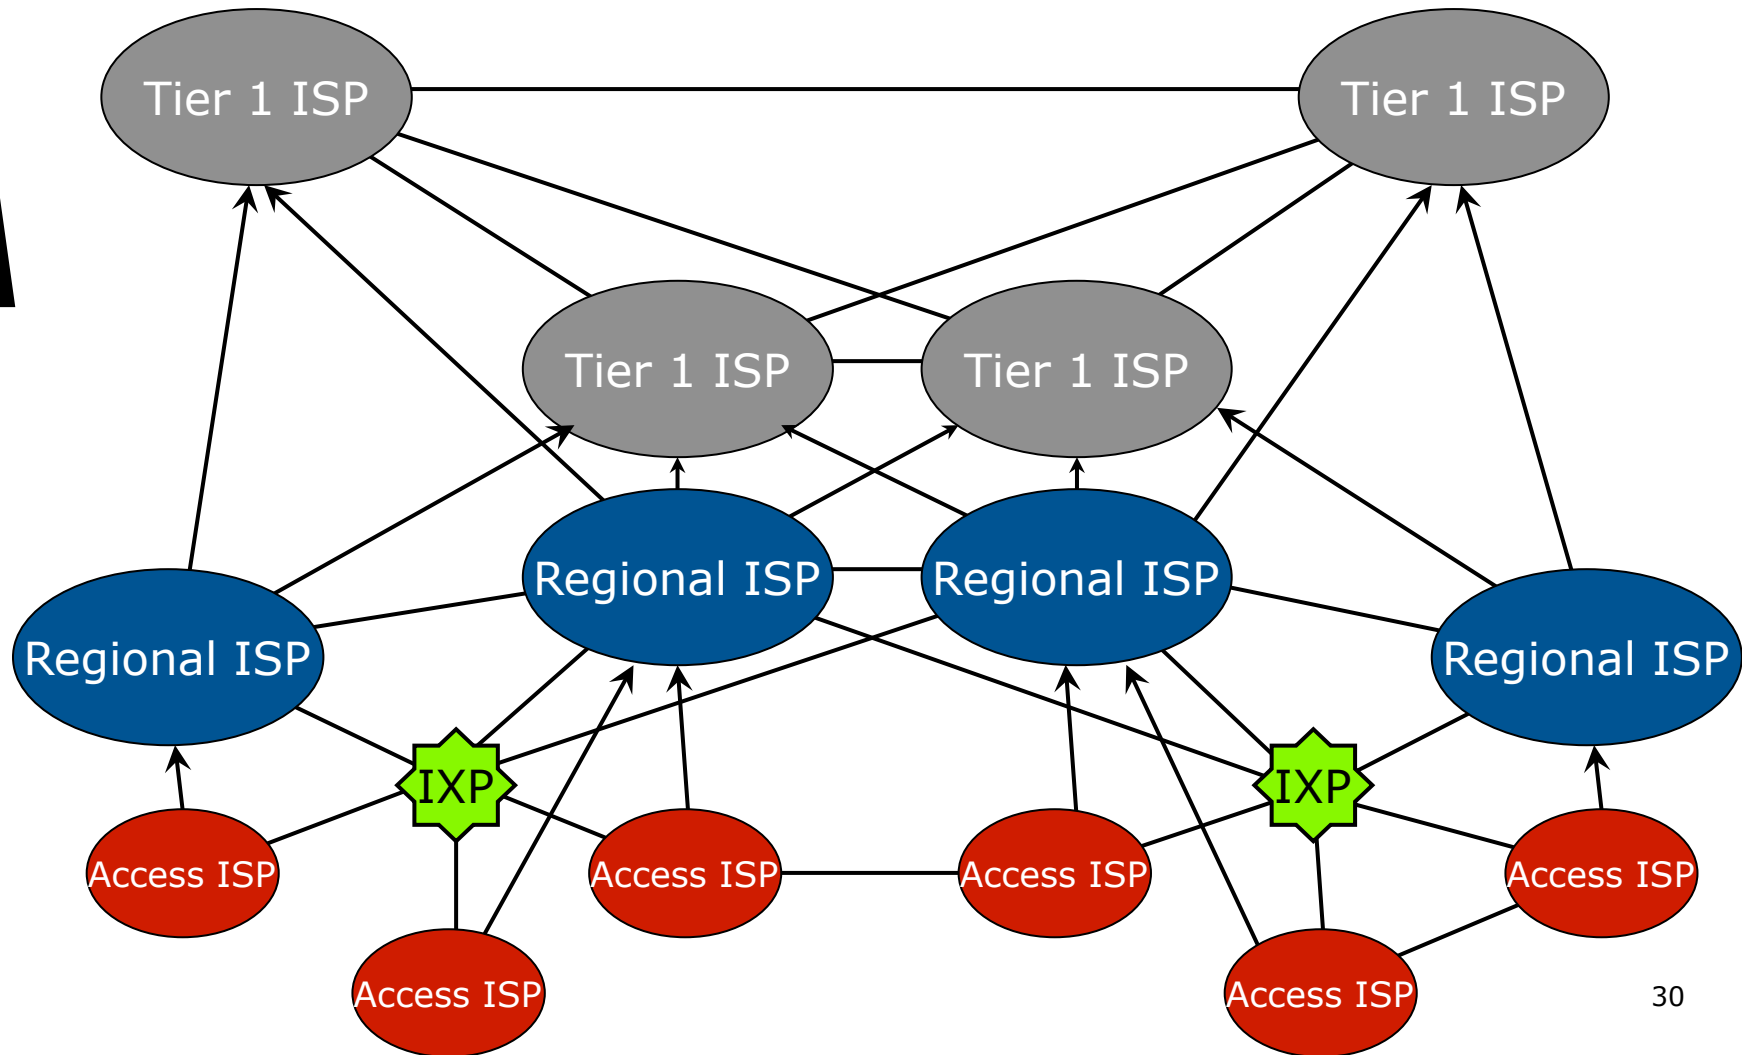 Tier 1 ISP
Tier 1 ISP
Tier 1 ISP
Tier 1 ISP
Regional ISP
Regional ISP
Regional ISP
Regional ISP
IXP
IXP
Access ISP
Access ISP
Access ISP
Access ISP
Access ISP
Access ISP
30